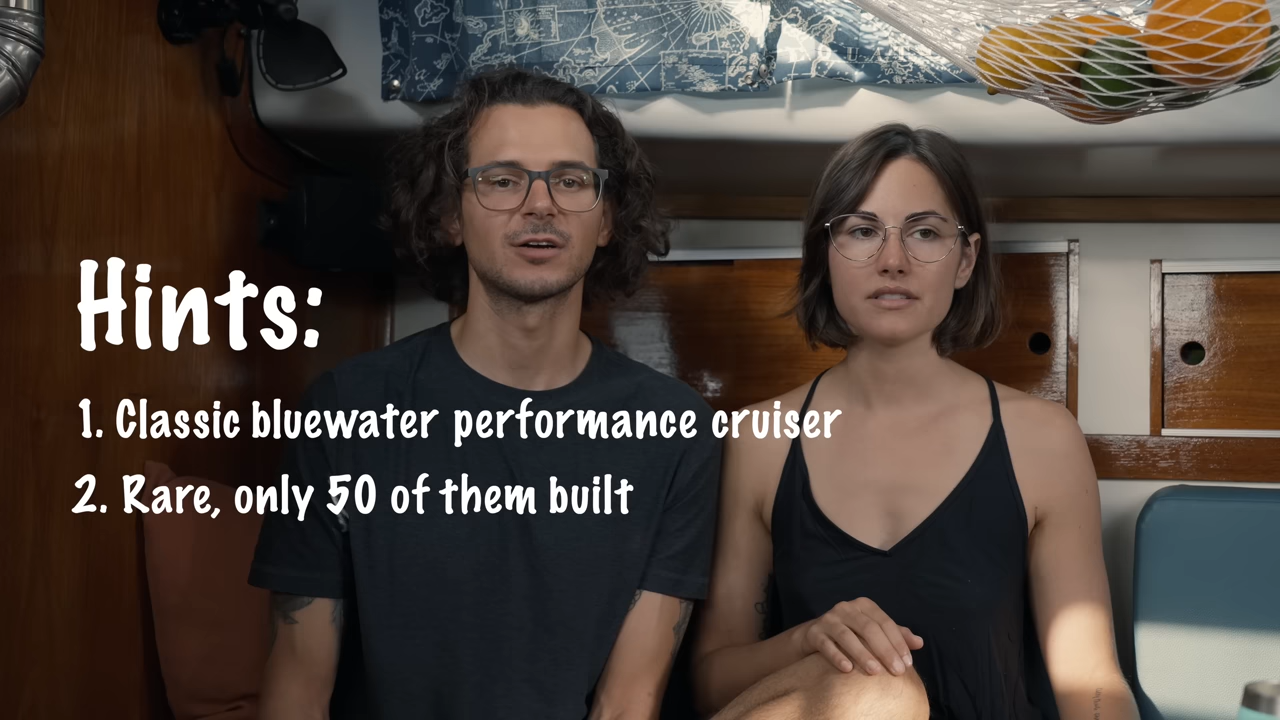 Hints:
1. Classic bluewater performance cruiser
2. Rare, only 50 of them built